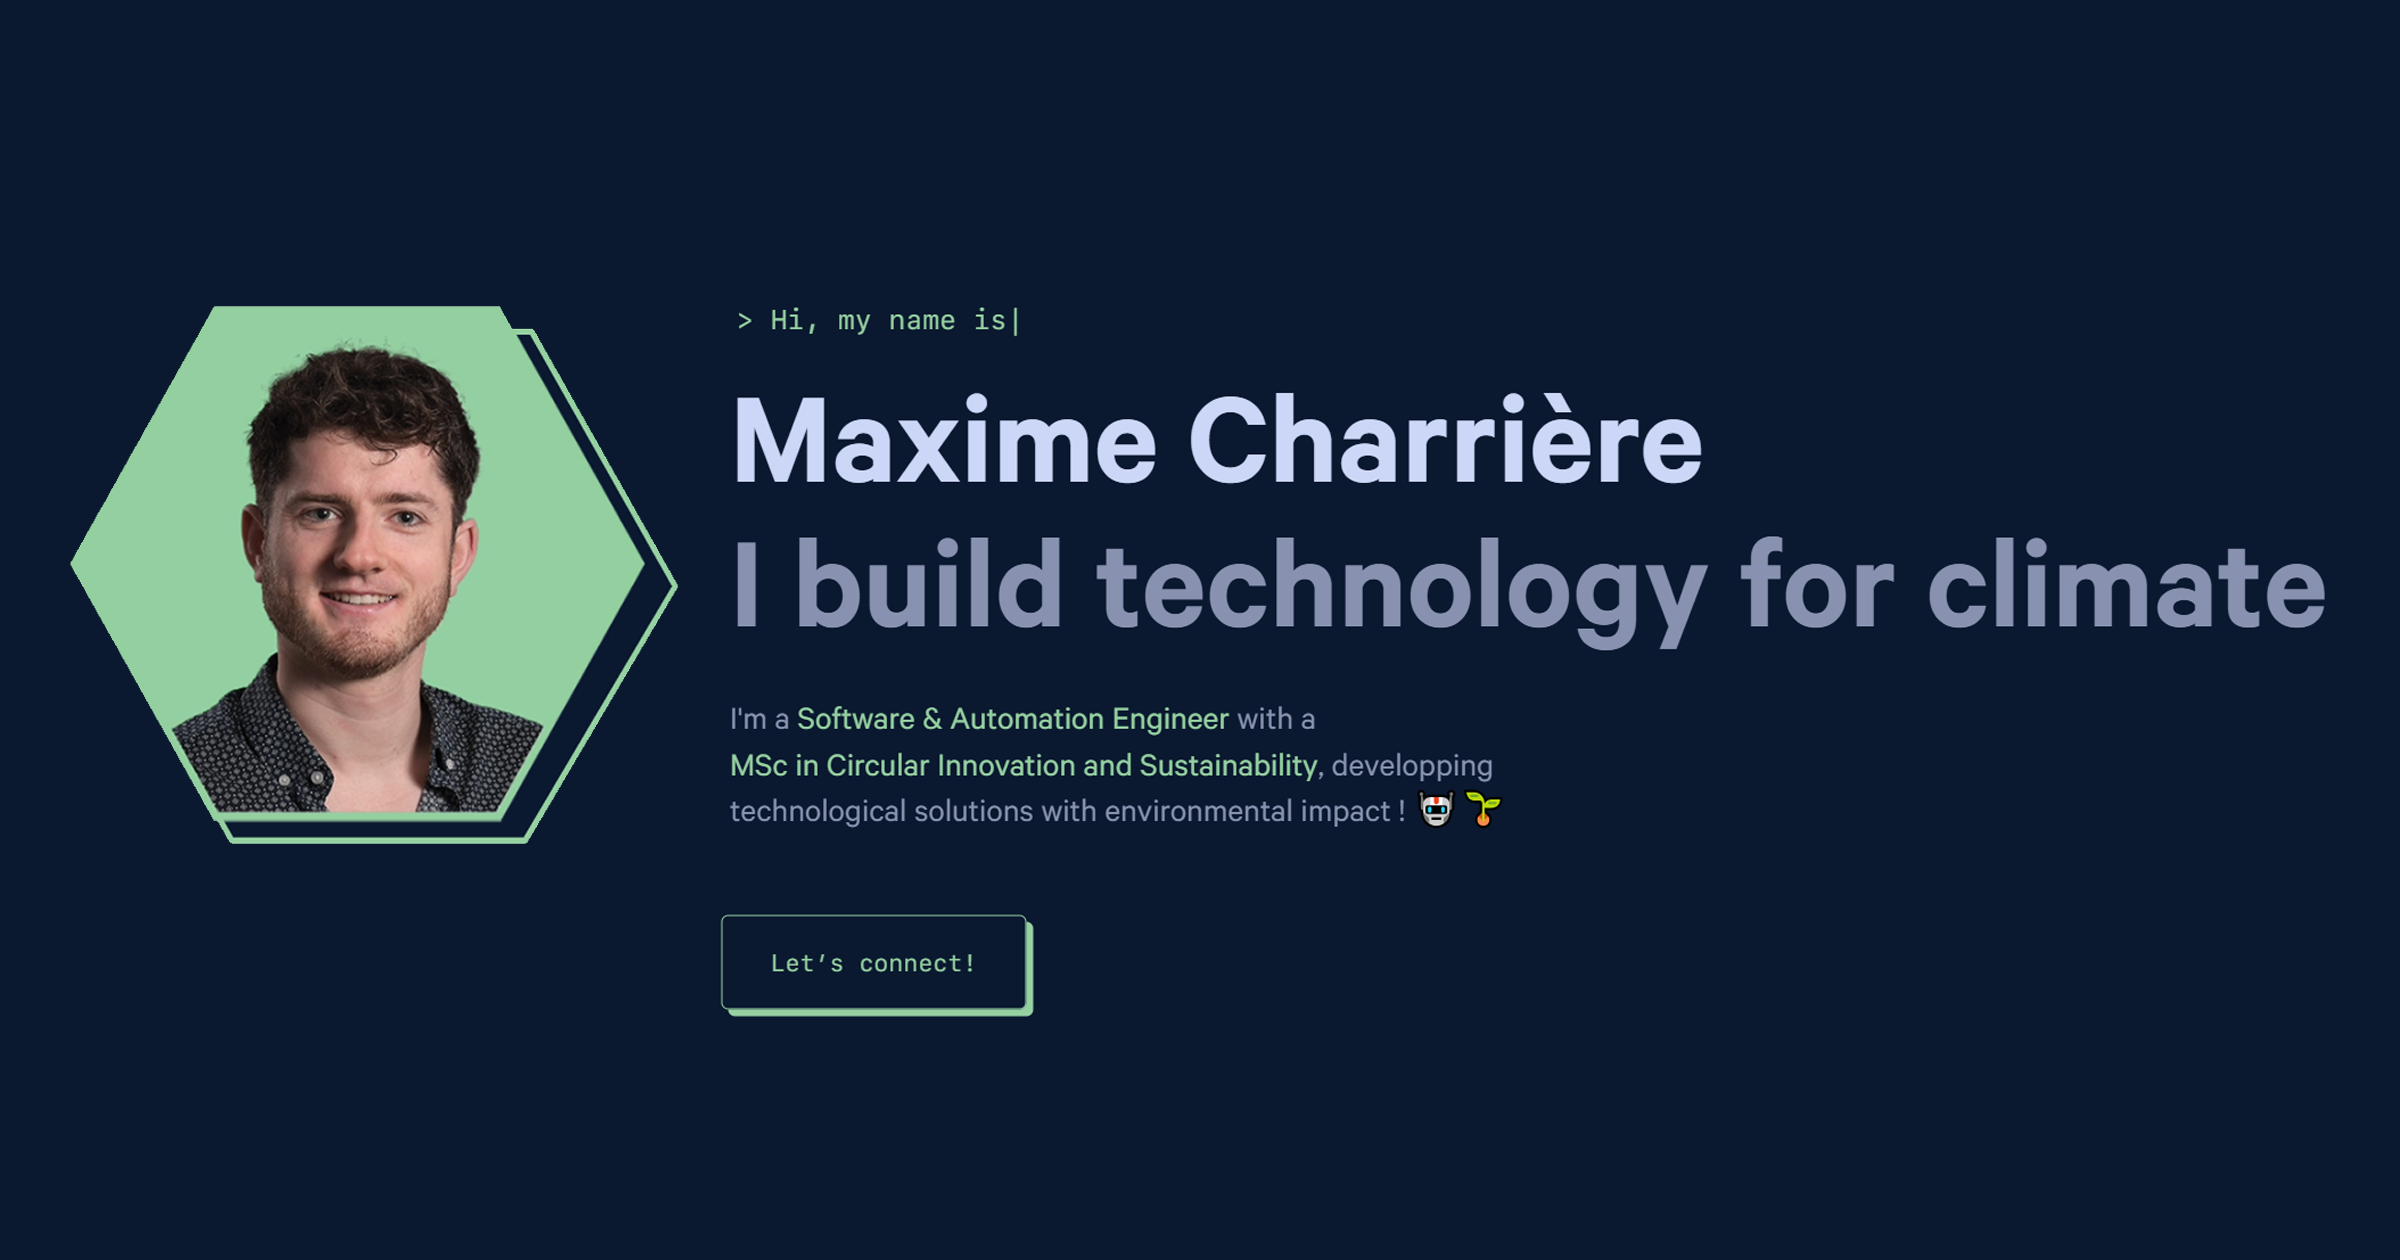 > Hi, my name is|
Maxime Charrière
I build technology for climate
I'm a Software & Automation Engineer with a
MSc in Circular Innovation and Sustainability, developping
technological solutions with environmental impact ! 🤖 🌱
Let’s connect!